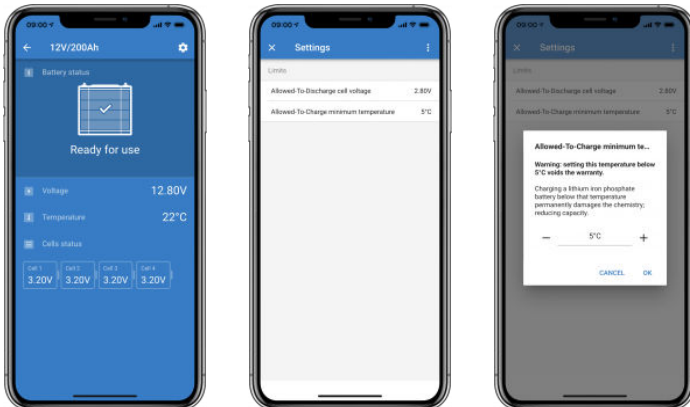 09:00
12V/200Ah
Battery status
Ready for use
Voltage 12.80V
Temperature 22°C
Cells status
Cell 1 Cell 2 Cell 3 Cell 4
3.20V 3.20V 3.20V 3.20V
09:00
Settings
Limits
Allowed-To-Discharge cell voltage 2.80V
Allowed-To-Charge minimum temperature 5°C
09:00
Settings
Limits
Allowed-To-Discharge cell voltage 2.80V
Allowed-To-Charge minimum temperature 5°C
Allowed-To-Charge minimum te...
Warning: setting this temperature below
5°C voids the warranty.
Charging a lithium iron phosphate
battery below that temperature
permanently damages the chemistry;
reducing capacity.
5°C
CANCEL OK